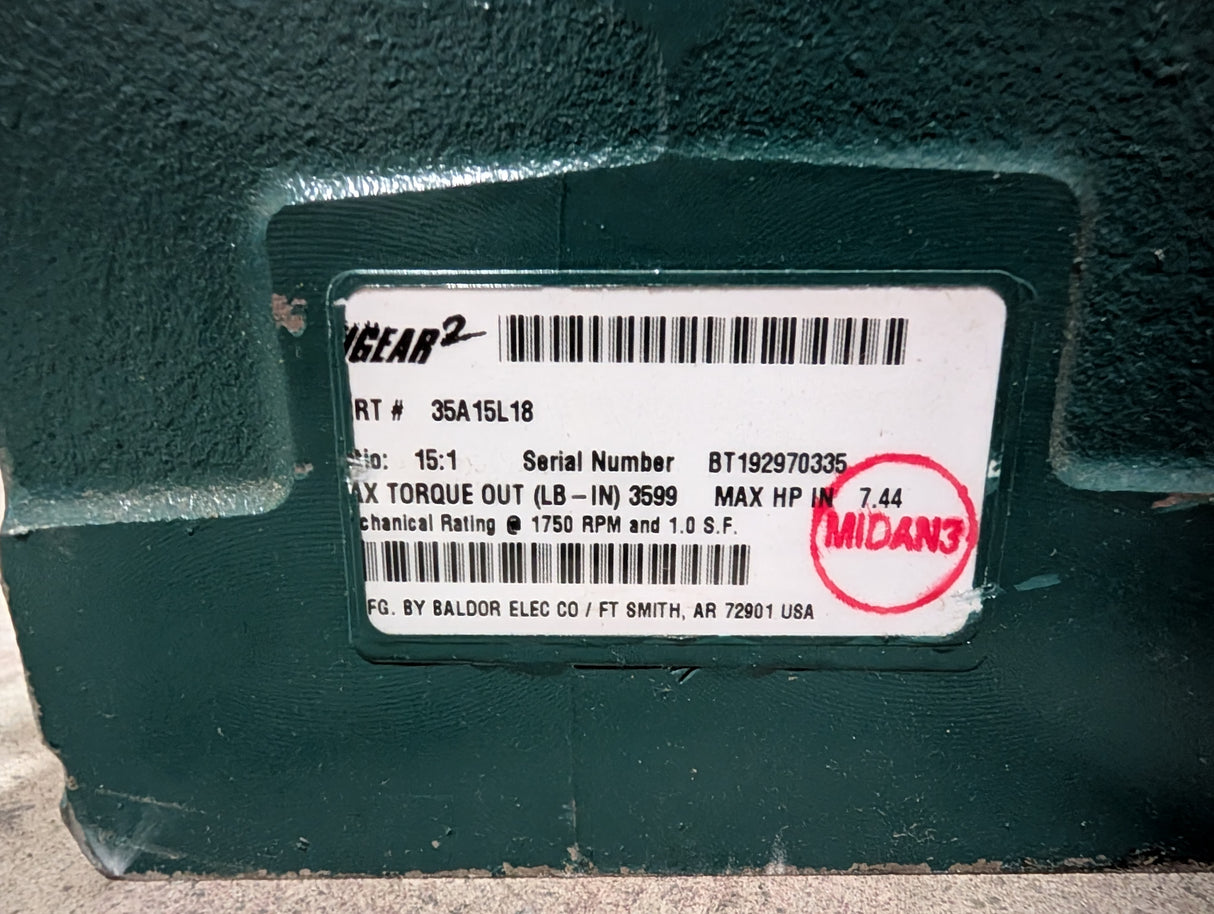 GEAR2
RT # 35A15L18
io: 15:1 Serial Number BT192970335
AX TORQUE OUT (LB-IN) 3599 MAX HP IN 7.44
chanical Rating @ 1750 RPM and 1.0 S.F.
MIDAN3
FG. BY BALDOR ELEC CO / FT SMITH, AR 72901 USA